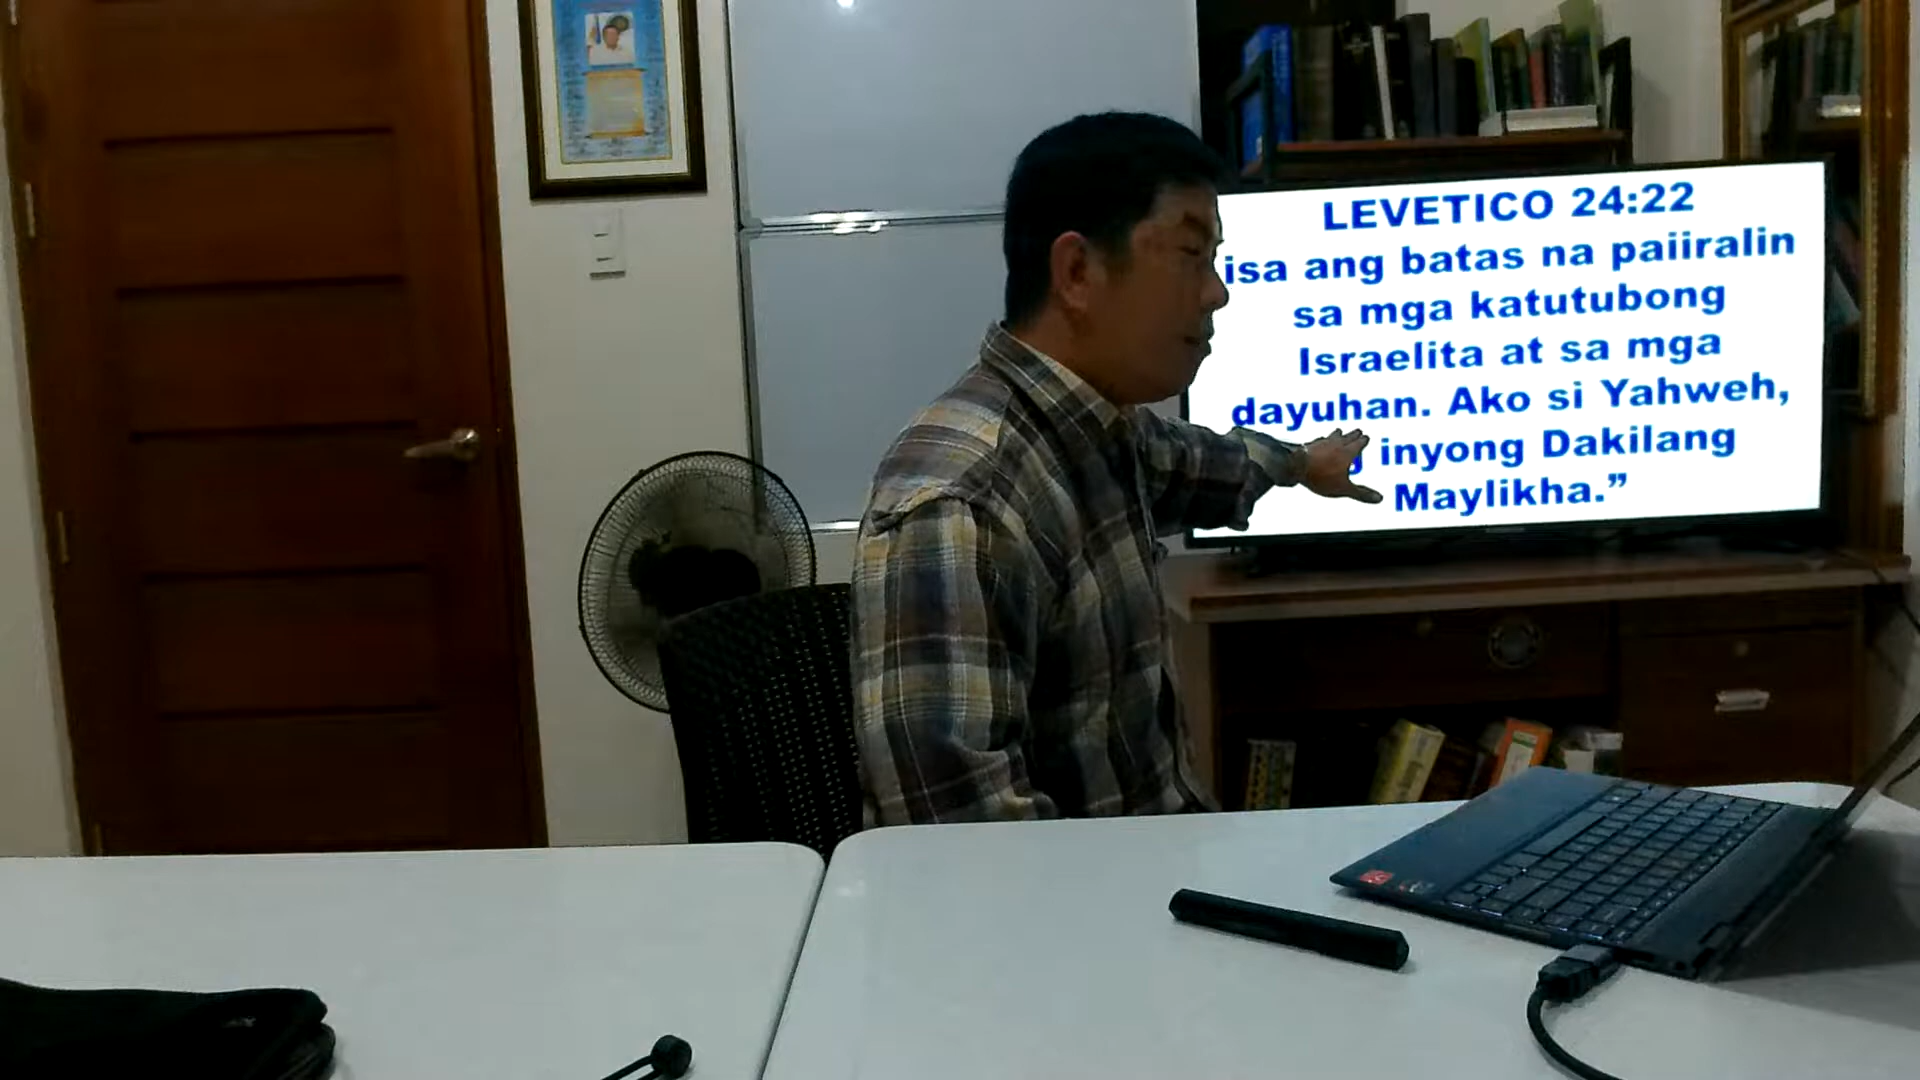 LEVETICO 24:22
isa ang batas na paiiralin
sa mga katutubong
Israelita at sa mga
dayuhan. Ako si Yahweh,
inyong Dakilang
Maylikha.”